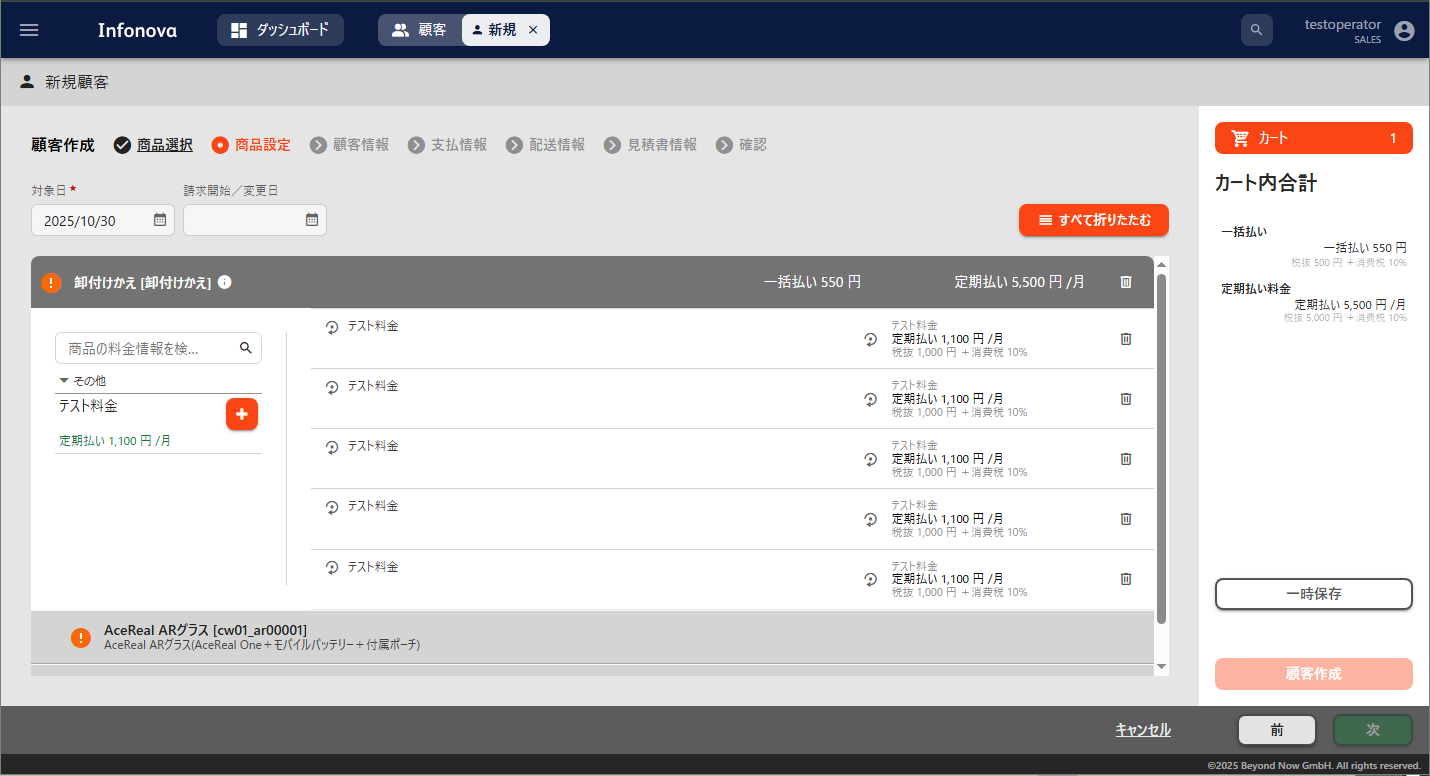 Infonova
ダッシュボード
顧客
新規
testoperator
SALES
新規顧客
顧客作成
商品選択
商品設定
顧客情報
支払情報
配送情報
見積書情報
確認
カート
1
カート内合計
対象日*
請求開始／変更日
2025/10/30
すべて折りたたむ
一括払い
一括払い 550 円
税抜 500 円 ＋消費税 10%
定期払い料金
定期払い 5,500 円 /月
税抜 5,000 円 ＋消費税 10%
卸付けかえ [卸付けかえ]
一括払い 550 円
定期払い 5,500 円 /月
商品の料金情報を検...
その他
テスト料金
定期払い 1,100 円 /月
テスト料金
テスト料金
定期払い 1,100 円 /月
税抜 1,000 円 ＋消費税 10%
テスト料金
テスト料金
定期払い 1,100 円 /月
税抜 1,000 円 ＋消費税 10%
テスト料金
テスト料金
定期払い 1,100 円 /月
税抜 1,000 円 ＋消費税 10%
テスト料金
テスト料金
定期払い 1,100 円 /月
税抜 1,000 円 ＋消費税 10%
テスト料金
テスト料金
定期払い 1,100 円 /月
税抜 1,000 円 ＋消費税 10%
AceReal ARグラス [cw01_ar00001]
AceReal ARグラス(AceReal One＋モバイルバッテリー＋付属ポーチ)
一時保存
顧客作成
キャンセル
前
次
©2025 Beyond Now GmbH. All rights reserved.